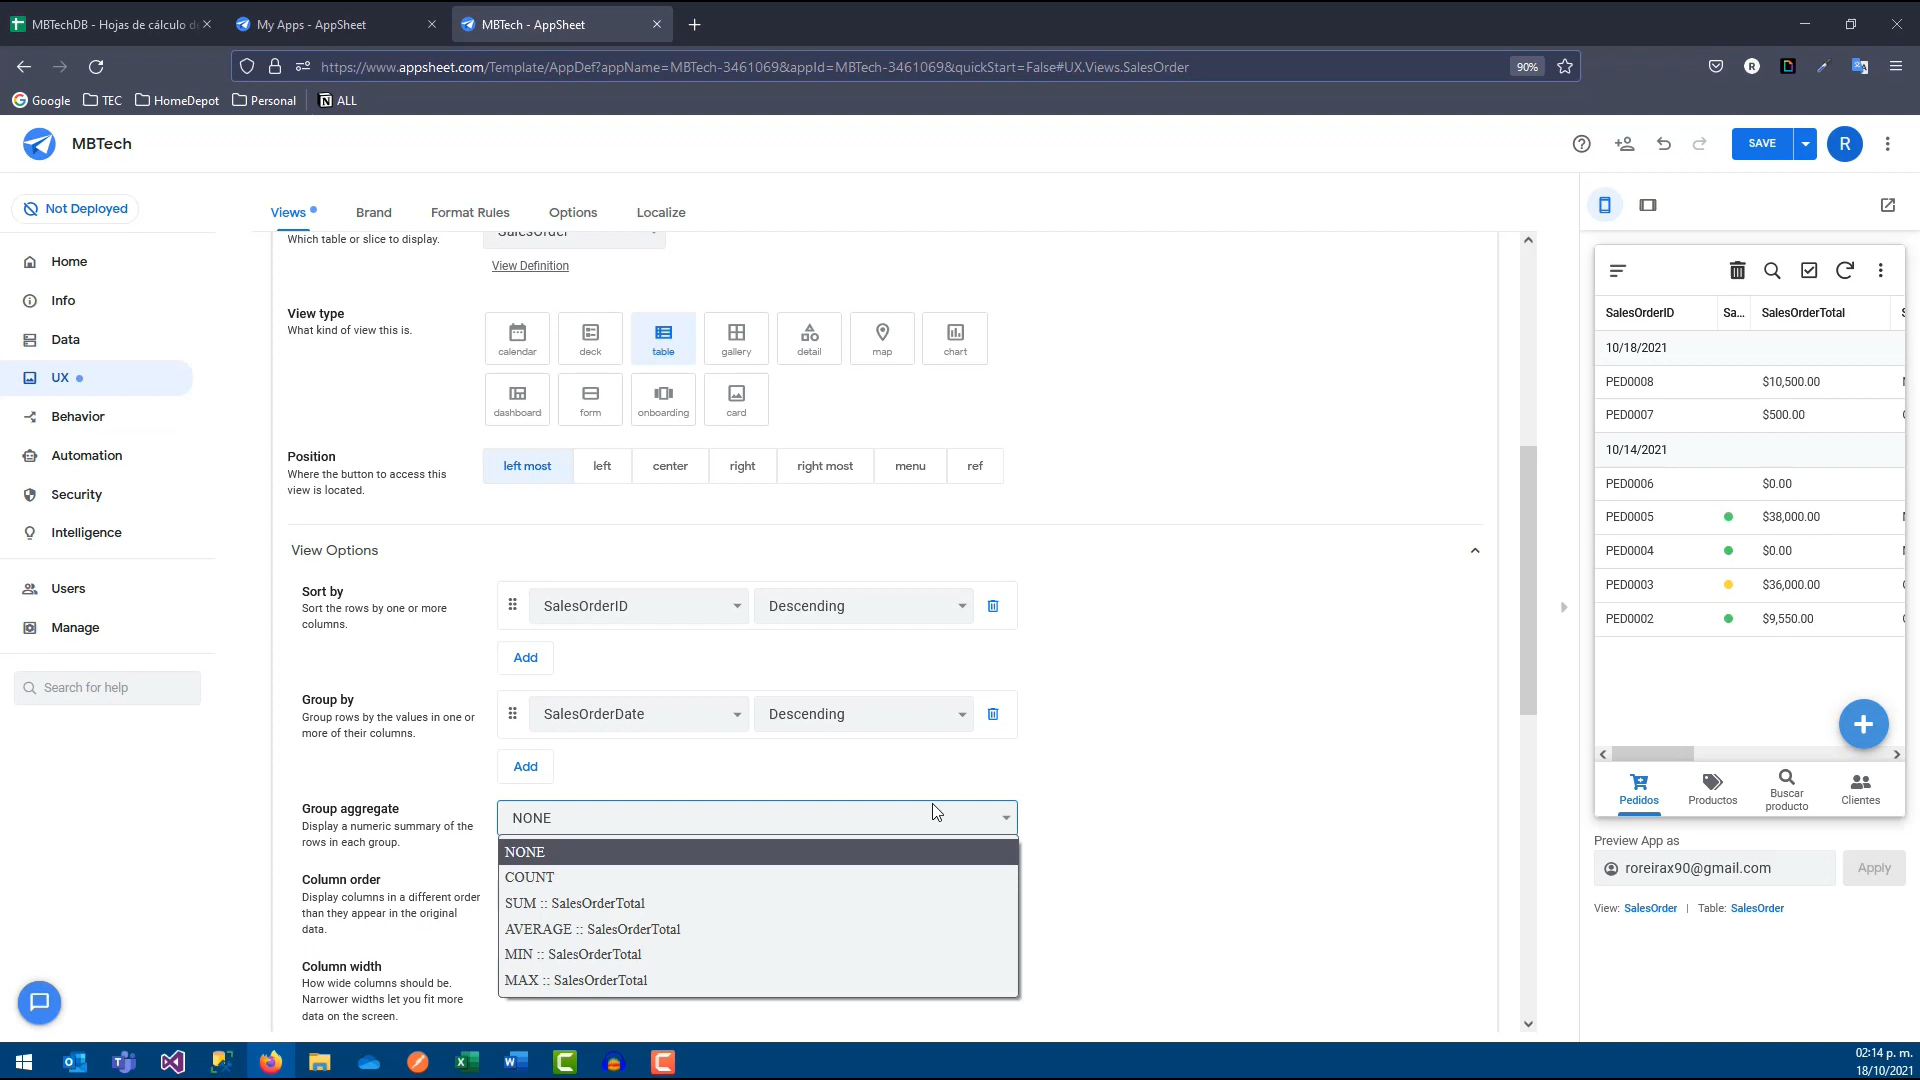 MBTechDB - Hojas de cálculo d
My Apps - AppSheet
MBTech - AppSheet
https://www.appsheet.com/Template/AppDef?appName=MBTech-3461069&appId=MBTech-3461069&quickStart=False#UX.Views.SalesOrder
90%
Google
TEC
HomeDepot
Personal
ALL
MBTech
SAVE
R
Not Deployed
Home
Info
Data
UX
Behavior
Automation
Security
Intelligence
Users
Manage
Search for help
Views
Brand
Format Rules
Options
Localize
Which table or slice to display.
SalesOrder
View Definition
View type
What kind of view this is.
calendar
deck
table
gallery
detail
map
chart
dashboard
form
onboarding
card
Position
Where the button to access this
view is located.
left most
left
center
right
right most
menu
ref
View Options
Sort by
Sort the rows by one or more
columns.
SalesOrderID
Descending
Add
Group by
Group rows by the values in one or
more of their columns.
SalesOrderDate
Descending
Add
Group aggregate
Display a numeric summary of the
rows in each group.
NONE
NONE
COUNT
SUM :: SalesOrderTotal
AVERAGE :: SalesOrderTotal
MIN :: SalesOrderTotal
MAX :: SalesOrderTotal
Column order
Display columns in a different order
than they appear in the original
data.
Column width
How wide columns should be.
Narrower widths let you fit more
data on the screen.
SalesOrderID Sa... SalesOrderTotal
10/18/2021
PED0008 $10,500.00
PED0007 $500.00
10/14/2021
PED0006 $0.00
PED0005 $38,000.00
PED0004 $0.00
PED0003 $36,000.00
PED0002 $9,550.00
Pedidos
Productos
Buscar
producto
Clientes
Preview App as
roreirax90@gmail.com
Apply
View: SalesOrder | Table: SalesOrder
02:14 p. m.
18/10/2021